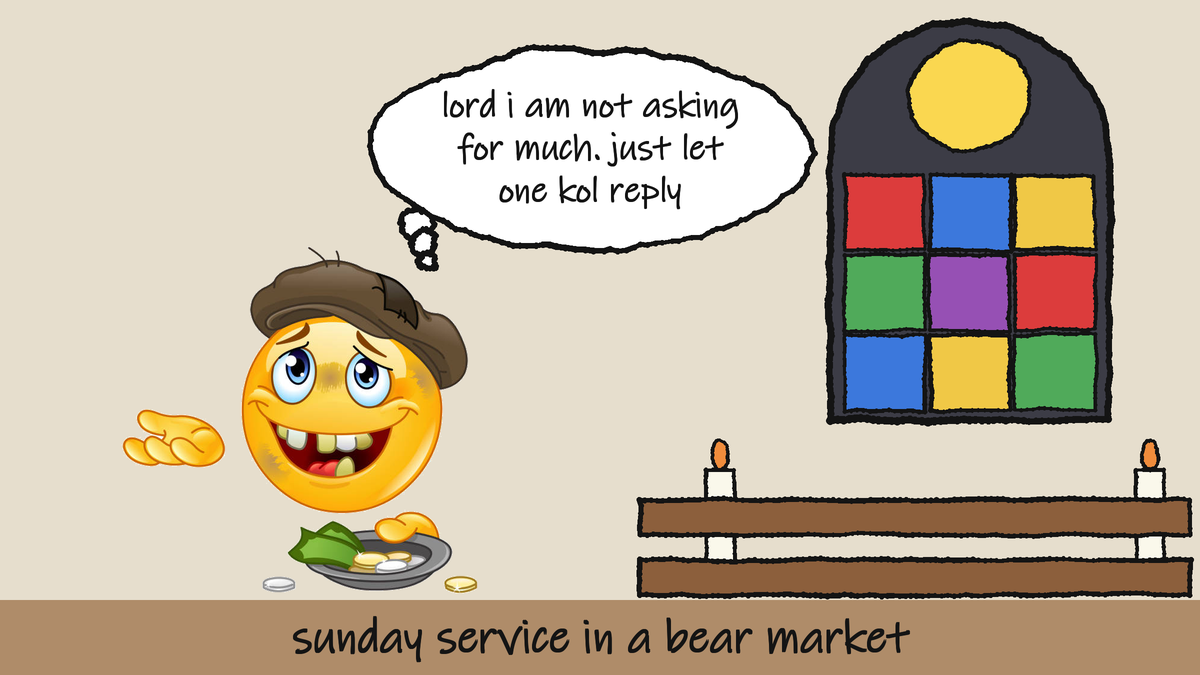 lord i am not asking
for much. just let
one kol reply
sunday service in a bear market